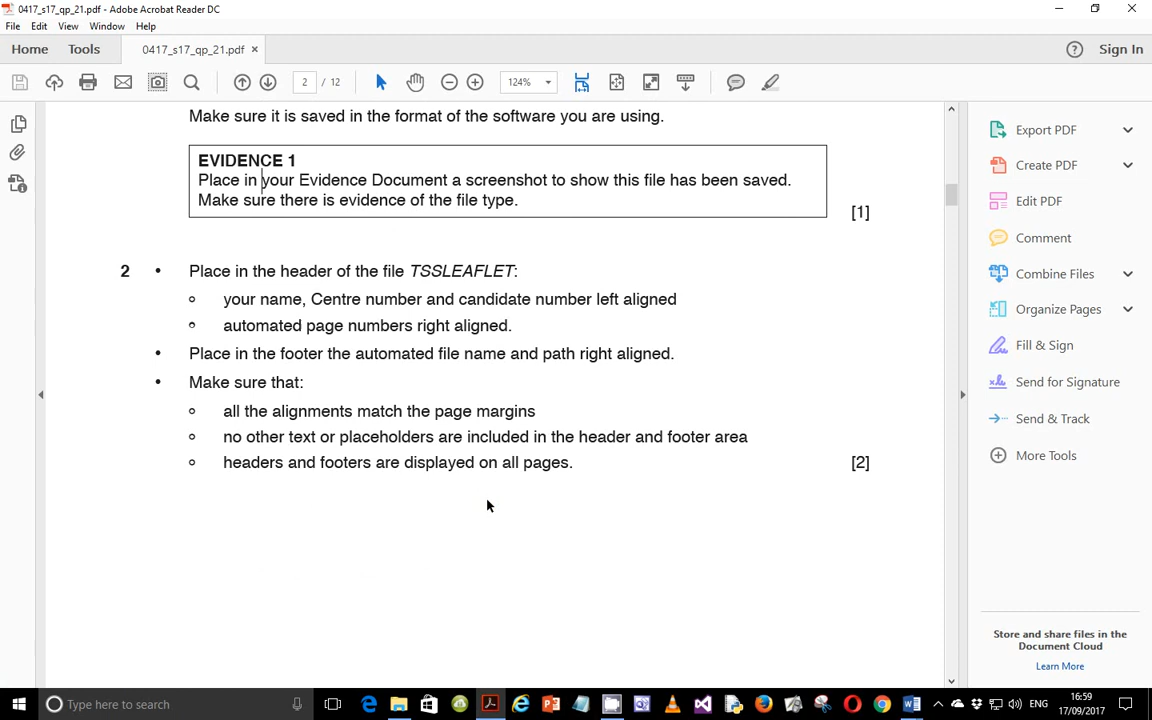 0417_s17_qp_21.pdf - Adobe Acrobat Reader DC
File Edit View Window Help
Home Tools 0417_s17_qp_21.pdf × ? Sign In
2 / 12 124%
Make sure it is saved in the format of the software you are using.
EVIDENCE 1
Place in your Evidence Document a screenshot to show this file has been saved.
Make sure there is evidence of the file type.
[1]
2 • Place in the header of the file TSSLEAFLET:
○ your name, Centre number and candidate number left aligned
○ automated page numbers right aligned.
• Place in the footer the automated file name and path right aligned.
• Make sure that:
○ all the alignments match the page margins
○ no other text or placeholders are included in the header and footer area
○ headers and footers are displayed on all pages. [2]
Export PDF
Create PDF
Edit PDF
Comment
Combine Files
Organize Pages
Fill & Sign
Send for Signature
Send & Track
More Tools
Store and share files in the
Document Cloud
Learn More
Type here to search
ENG
16:59
17/09/2017